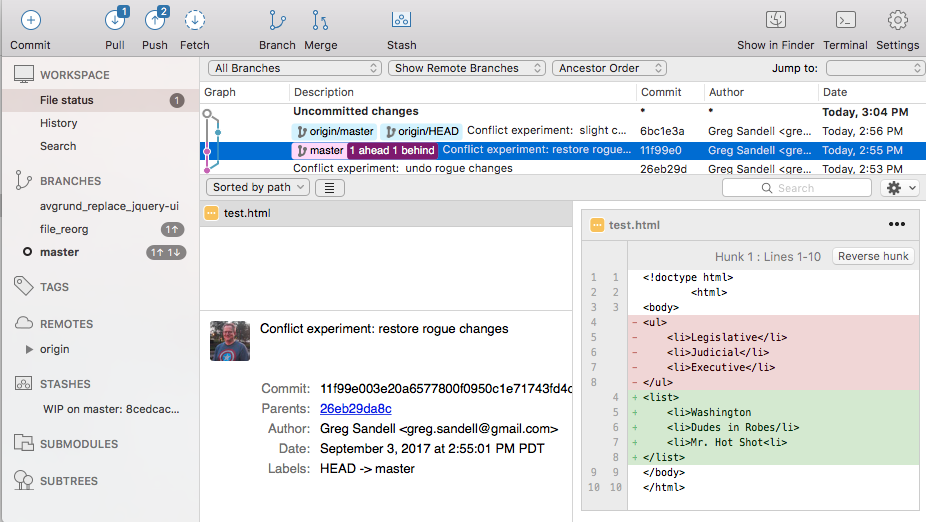 1 2
Commit Pull Push Fetch Branch Merge Stash Show in Finder Terminal Settings
WORKSPACE
File status 1
History
Search
BRANCHES
avgrund_replace_jquery-ui
file_reorg 1↑
master 1↑ 1↓
TAGS
REMOTES
origin
STASHES
WIP on master: 8cedcac...
SUBMODULES
SUBTREES
All Branches Show Remote Branches Ancestor Order Jump to:
Graph Description Commit Author Date
Uncommitted changes * * Today, 3:04 PM
origin/master origin/HEAD Conflict experiment: slight c... 6bc1e3a Greg Sandell <gre... Today, 2:56 PM
master 1 ahead 1 behind Conflict experiment: restore rogue... 11f99e0 Greg Sandell <gre... Today, 2:55 PM
Conflict experiment: undo rogue changes 26eb29d Greg Sandell <gre... Today, 2:53 PM
Sorted by path Search
test.html
Conflict experiment: restore rogue changes
Commit: 11f99e003e20a6577800f0950c1e71743fd4c
Parents: 26eb29da8c
Author: Greg Sandell <greg.sandell@gmail.com>
Date: September 3, 2017 at 2:55:01 PM PDT
Labels: HEAD -> master
test.html •••
Hunk 1 : Lines 1-10 Reverse hunk
1 1 <!doctype html>
2 2 <html>
3 3 <body>
4 - <ul>
5 - <li>Legislative</li>
6 - <li>Judicial</li>
7 - <li>Executive</li>
8 - </ul>
4 + <list>
5 + <li>Washington
6 + <li>Dudes in Robes/li>
7 + <li>Mr. Hot Shot<li>
8 + </list>
9 9 </body>
10 10 </html>